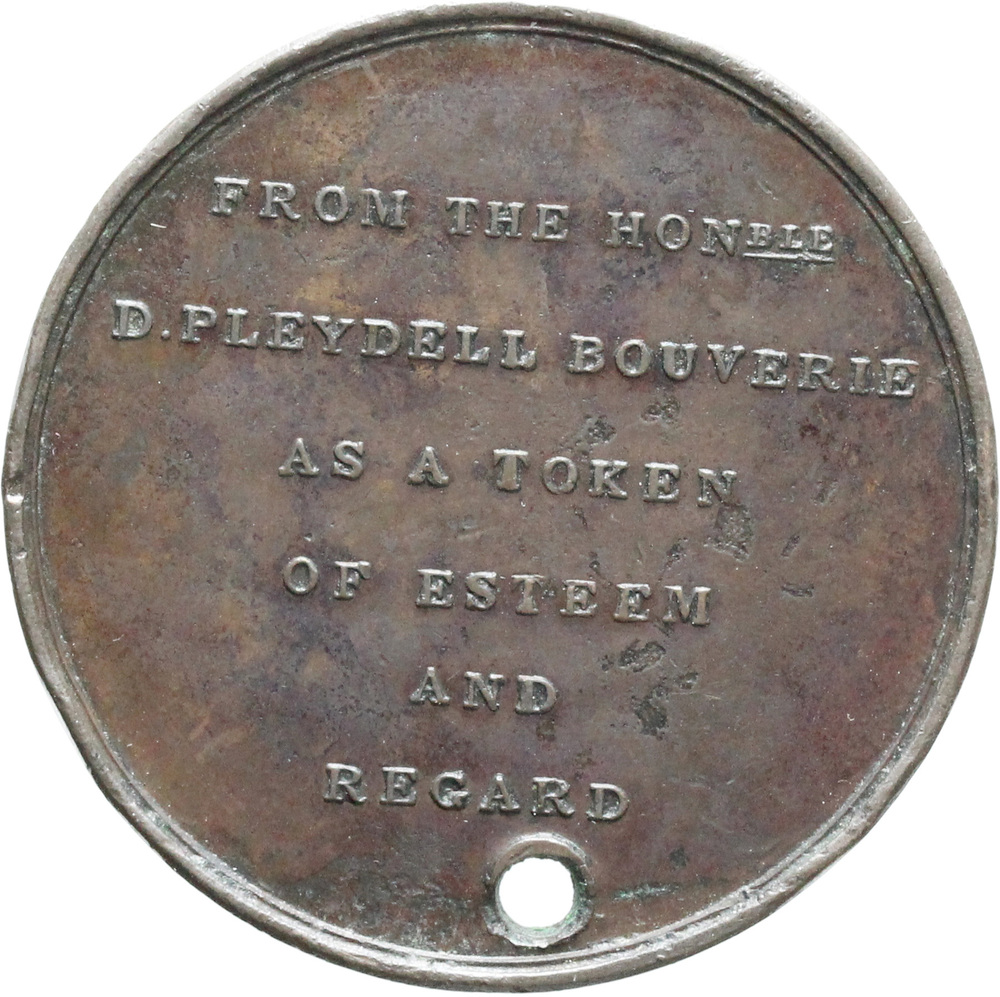 FROM THE HONBLE
D. PLEYDELL BOUVERIE
AS A TOKEN
OF ESTEEM
AND
REGARD